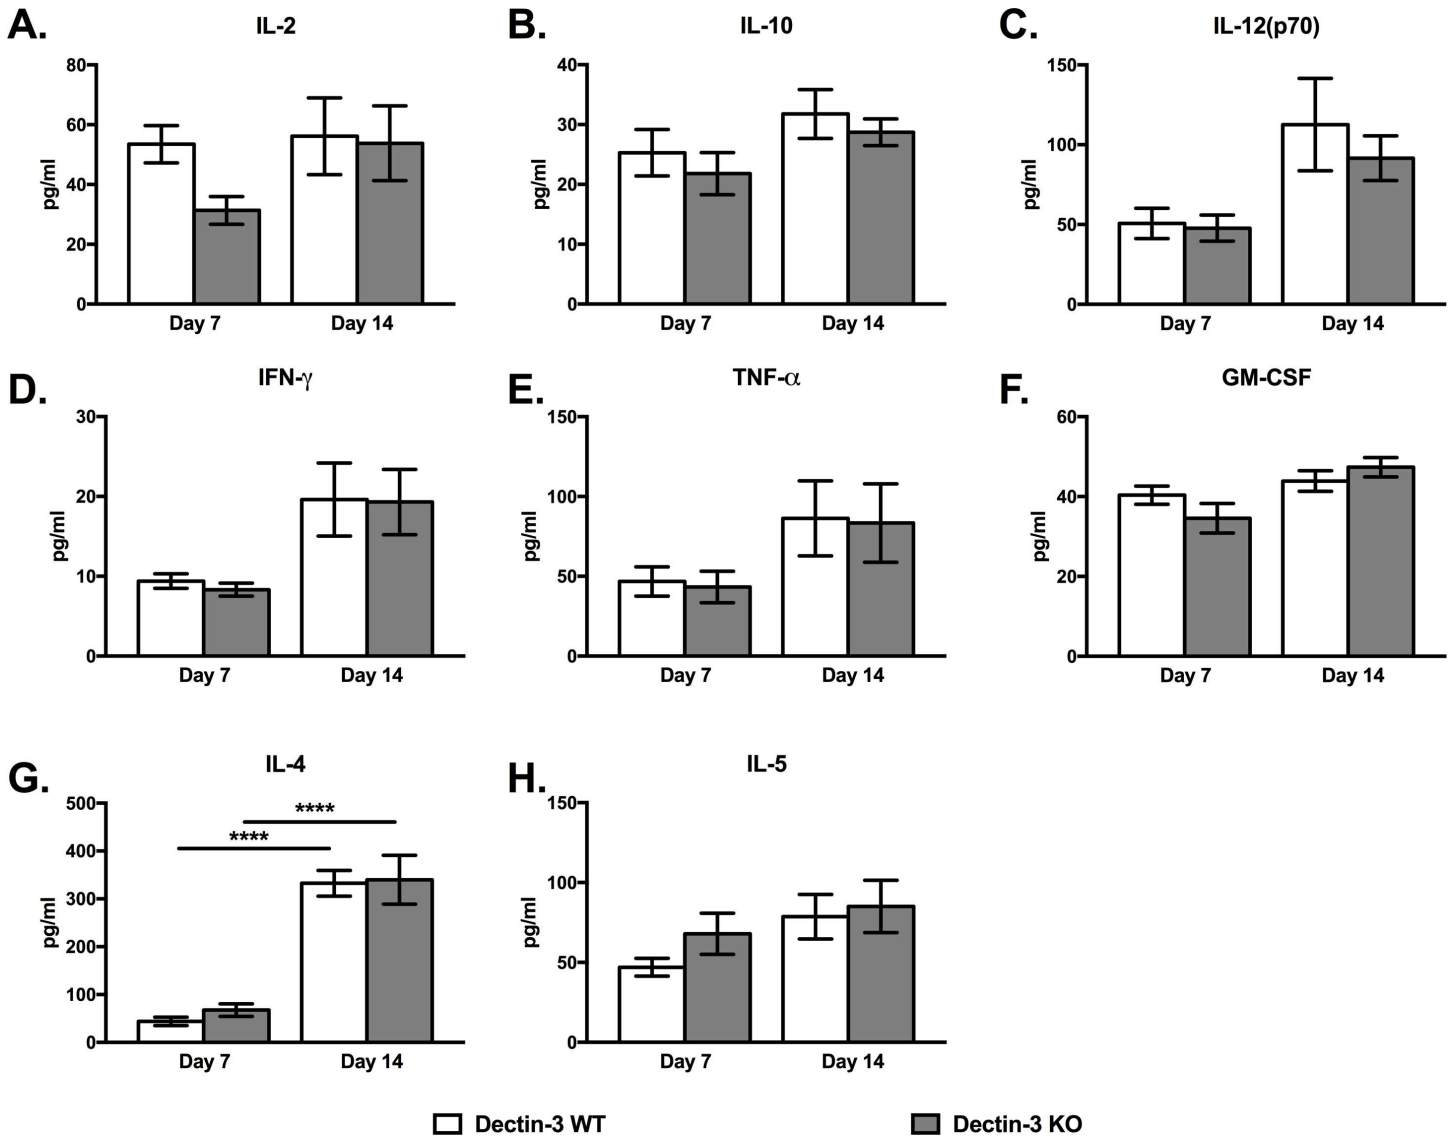 A. IL-2
80
60
40
20
0
pg/ml
Day 7 Day 14
B. IL-10
40
30
20
10
0
pg/ml
Day 7 Day 14
C. IL-12(p70)
150
100
50
0
pg/ml
Day 7 Day 14
D. IFN-γ
30
20
10
0
pg/ml
Day 7 Day 14
E. TNF-α
150
100
50
0
pg/ml
Day 7 Day 14
F. GM-CSF
60
40
20
0
pg/ml
Day 7 Day 14
G. IL-4
500
400
300
200
100
0
pg/ml
****
****
Day 7 Day 14
H. IL-5
150
100
50
0
pg/ml
Day 7 Day 14
Dectin-3 WT
Dectin-3 KO